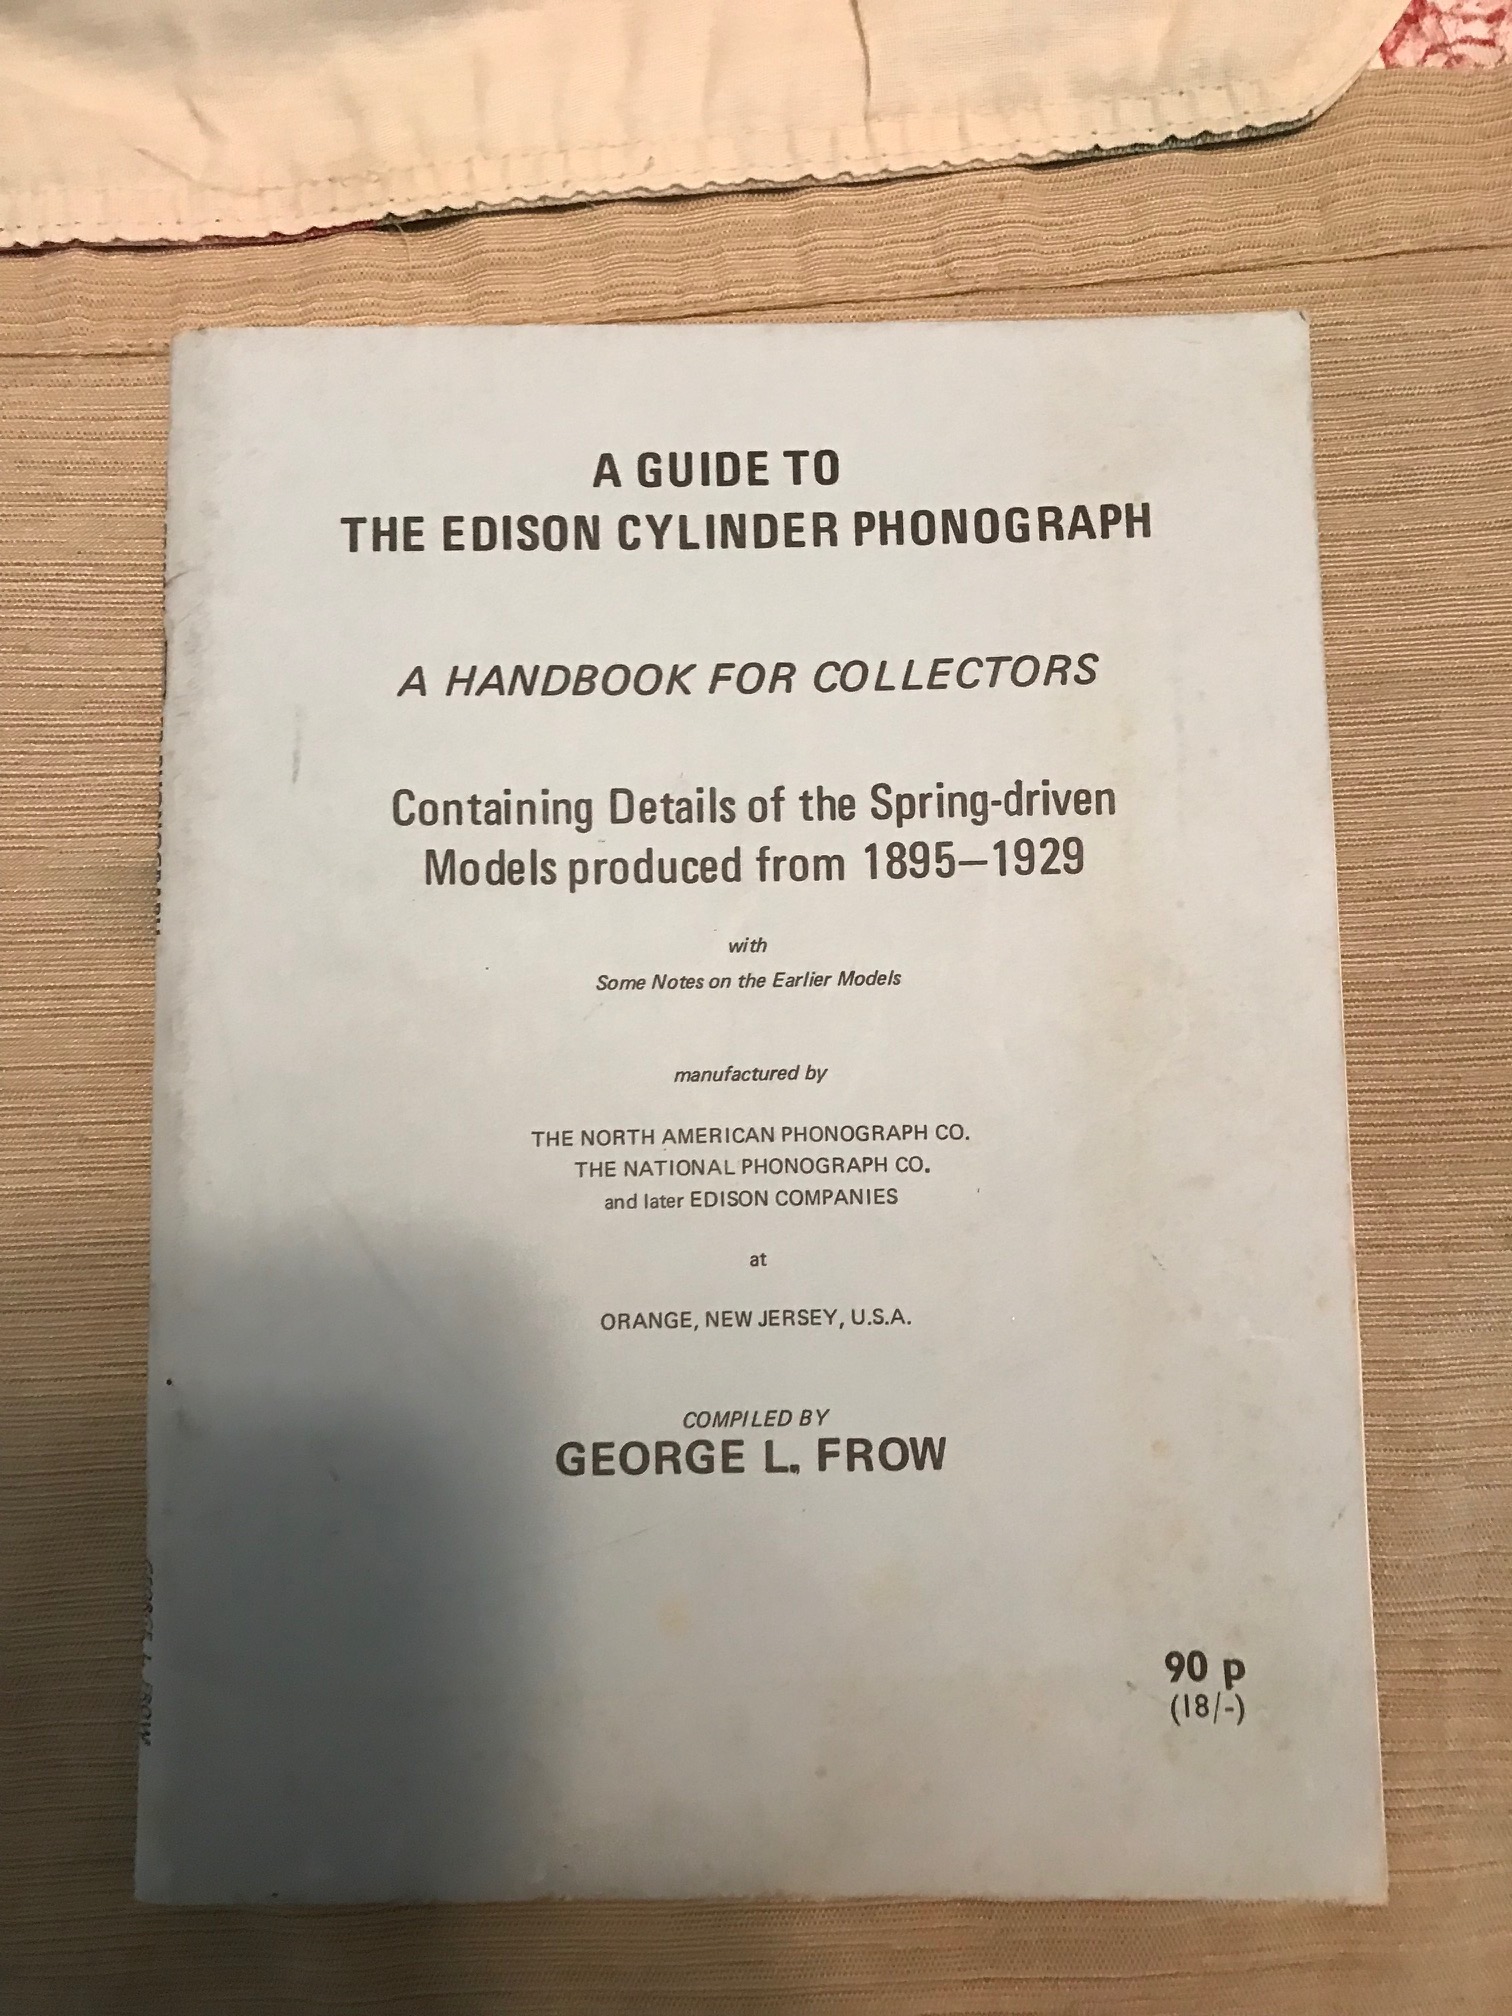 A GUIDE TO
THE EDISON CYLINDER PHONOGRAPH
A HANDBOOK FOR COLLECTORS
Containing Details of the Spring-driven
Models produced from 1895–1929
with
Some Notes on the Earlier Models
manufactured by
THE NORTH AMERICAN PHONOGRAPH CO.
THE NATIONAL PHONOGRAPH CO.
and later EDISON COMPANIES
at
ORANGE, NEW JERSEY, U.S.A.
COMPILED BY
GEORGE L. FROW
90 p
(18/-)
GEORGE L. FROW